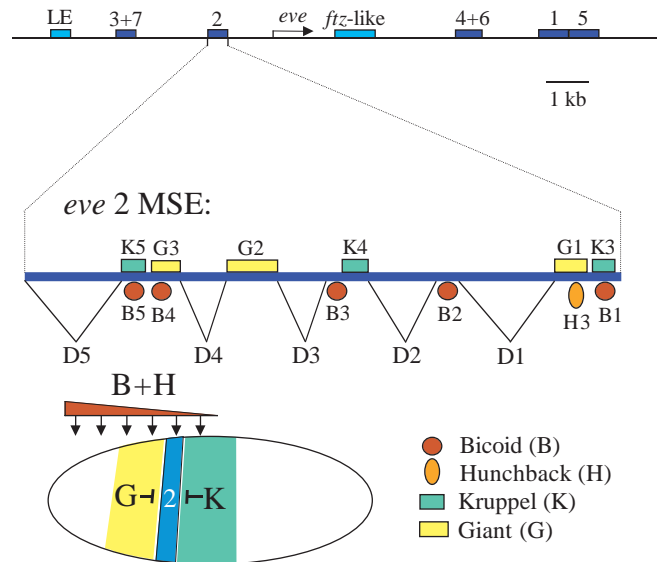 LE 3+7 2 eve ftz-like 4+6 1 5
1 kb
eve 2 MSE:
K5 G3 G2 K4 G1 K3
B5 B4 B3 B2 H3 B1
D5 D4 D3 D2 D1
B+H
G 2 K
Bicoid (B)
Hunchback (H)
Kruppel (K)
Giant (G)